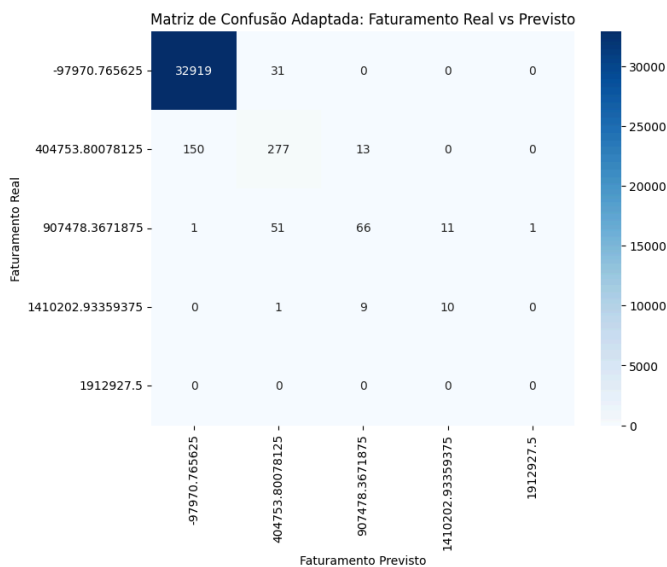 Matriz de Confusão Adaptada: Faturamento Real vs Previsto
Faturamento Real
-97970.765625
32919 31 0 0 0
404753.80078125
150 277 13 0 0
907478.3671875
1 51 66 11 1
1410202.93359375
0 1 9 10 0
1912927.5
0 0 0 0 0
-97970.765625
404753.80078125
907478.3671875
1410202.93359375
1912927.5
Faturamento Previsto
30000
25000
20000
15000
10000
5000
0